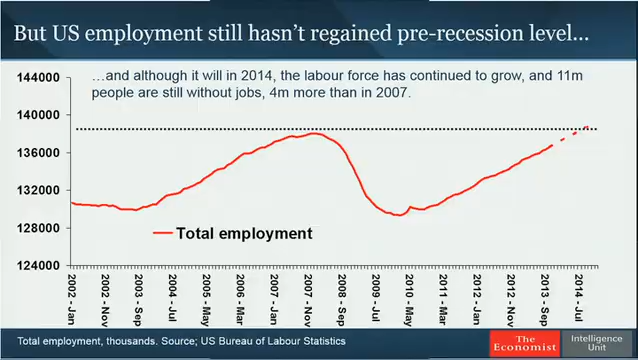 But US employment still hasn't regained pre-recession level...
...and although it will in 2014, the labour force has continued to grow, and 11m
people are still without jobs, 4m more than in 2007.
144000
140000
136000
132000
128000
124000
Total employment
2002 - Jan
2002 - Nov
2003 - Sep
2004 - Jul
2005 - May
2006 - Mar
2007 - Jan
2007 - Nov
2008 - Sep
2009 - Jul
2010 - May
2011 - Mar
2012 - Jan
2012 - Nov
2013 - Sep
2014 - Jul
Total employment, thousands. Source; US Bureau of Labour Statistics
The
Economist
Intelligence
Unit